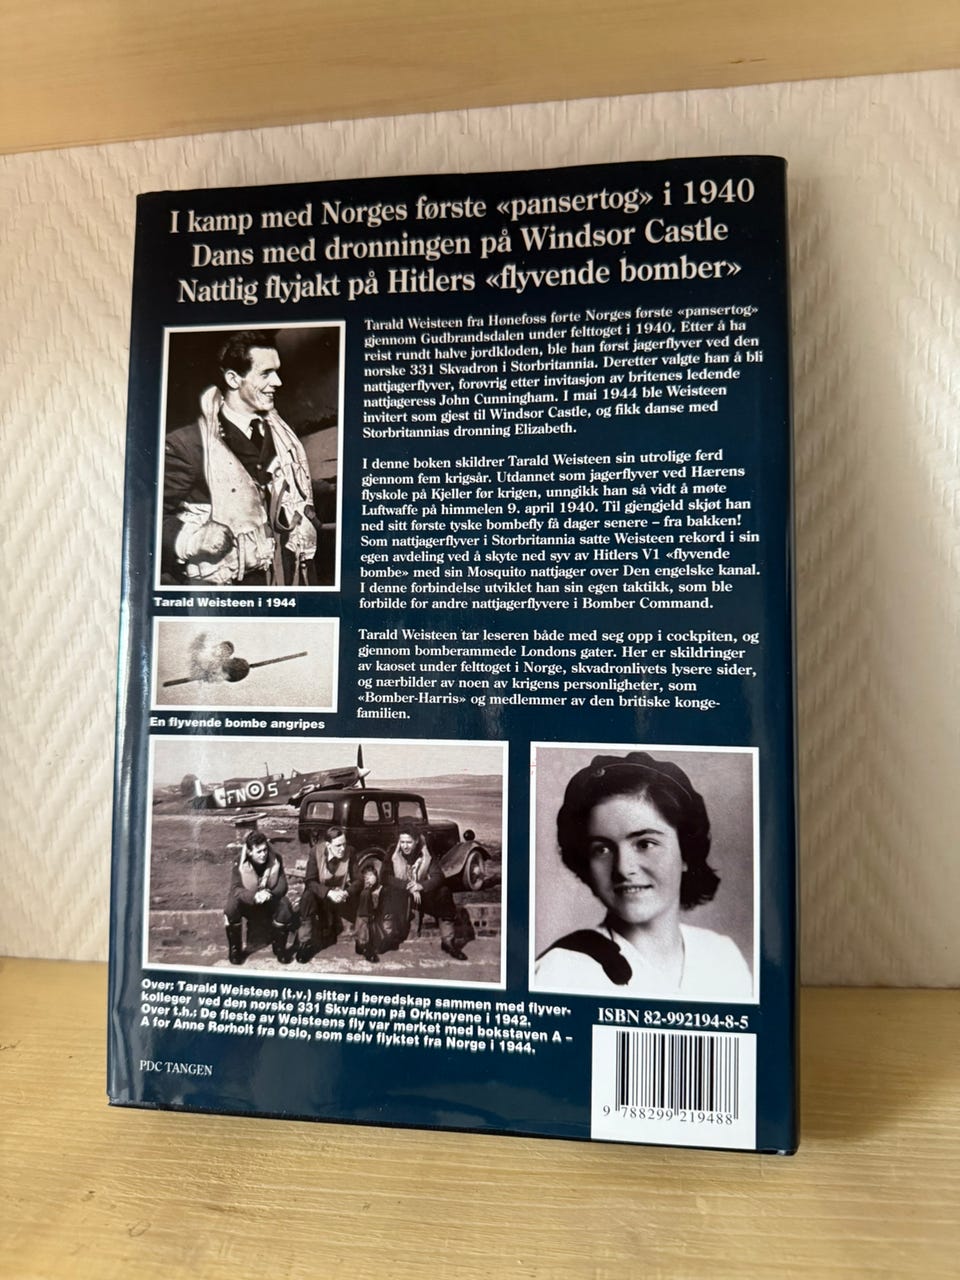 I kamp med Norges første «pansertog» i 1940
Dans med dronningen på Windsor Castle
Nattlig flyjakt på Hitlers «flyvende bomber»
Tarald Weisteen fra Hønefoss førte Norges første «pansertog»
gjennom Gudbrandsdalen under felttoget i 1940. Etter å ha
reist rundt halve jordkloden, ble han først jagerflyver ved den
norske 331 Skvadron i Storbritannia. Deretter valgte han å bli
nattjagerflyver, forøvrig etter invitasjon av britenes ledende
nattjageress John Cunningham. I mai 1944 ble Weisteen
invitert som gjest til Windsor Castle, og fikk danse med
Storbritannias dronning Elizabeth.
I denne boken skildrer Tarald Weisteen sin utrolige ferd
gjennom fem krigsår. Utdannet som jagerflyver ved Hærens
flyskole på Kjeller før krigen, unngikk han så vidt å møte
Luftwaffe på himmelen 9. april 1940. Til gjengjeld skjøt han
ned sitt første tyske bombefly få dager senere – fra bakken!
Som nattjagerflyver i Storbritannia satte Weisteen rekord i sin
egen avdeling ved å skyte ned syv av Hitlers V1 «flyvende
bombe» med sin Mosquito nattjager over Den engelske kanal.
I denne forbindelse utviklet han sin egen taktikk, som ble
forbilde for andre nattjagerflyvere i Bomber Command.
Tarald Weisteen tar leseren både med seg opp i cockpiten, og
gjennom bomberammede Londons gater. Her er skildringer
av kaoset under felttoget i Norge, skvadronlivets lysere sider,
og nærbilder av noen av krigens personligheter, som
«Bomber-Harris» og medlemmer av den britiske konge-
familien.
Tarald Weisteen i 1944
En flyvende bombe angripes
FN S
Over: Tarald Weisteen (t.v.) sitter i beredskap sammen med flyver-
kolleger ved den norske 331 Skvadron på Orknøyene i 1942.
Over t.h.: De fleste av Weisteens fly var merket med bokstaven A –
A for Anne Rørholt fra Oslo, som selv flyktet fra Norge i 1944.
PDC TANGEN
ISBN 82-992194-8-5
9 788299 219488